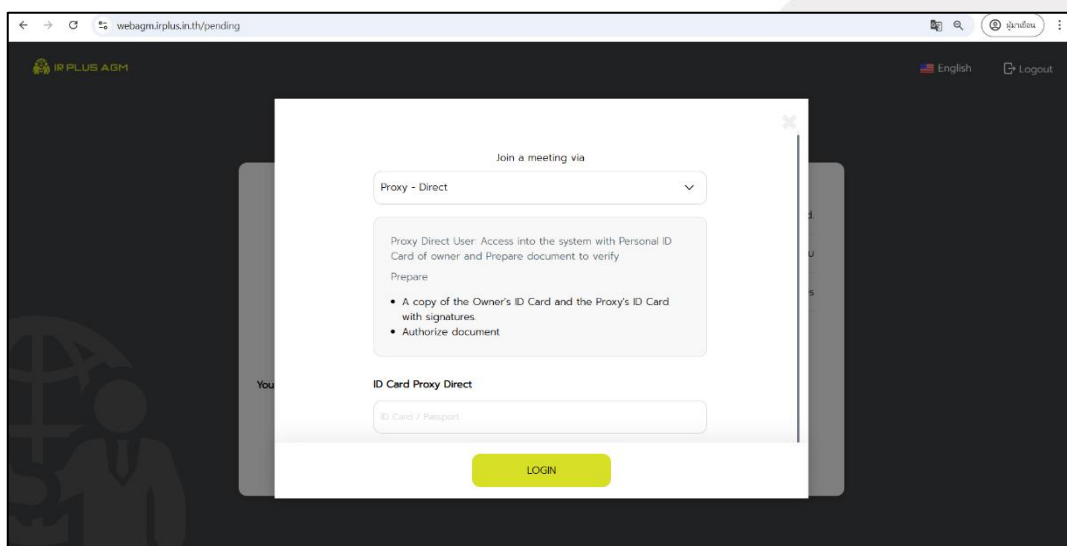 webagm.irplus.in.th/pending
ผู้มาเยือน
IR PLUS AGM
English
Logout
Join a meeting via
Proxy - Direct
Proxy Direct User: Access into the system with Personal ID
Card of owner and Prepare document to verify
Prepare
• A copy of the Owner's ID Card and the Proxy's ID Card
with signatures.
• Authorize document
You
ID Card Proxy Direct
ID Card / Passport
LOGIN